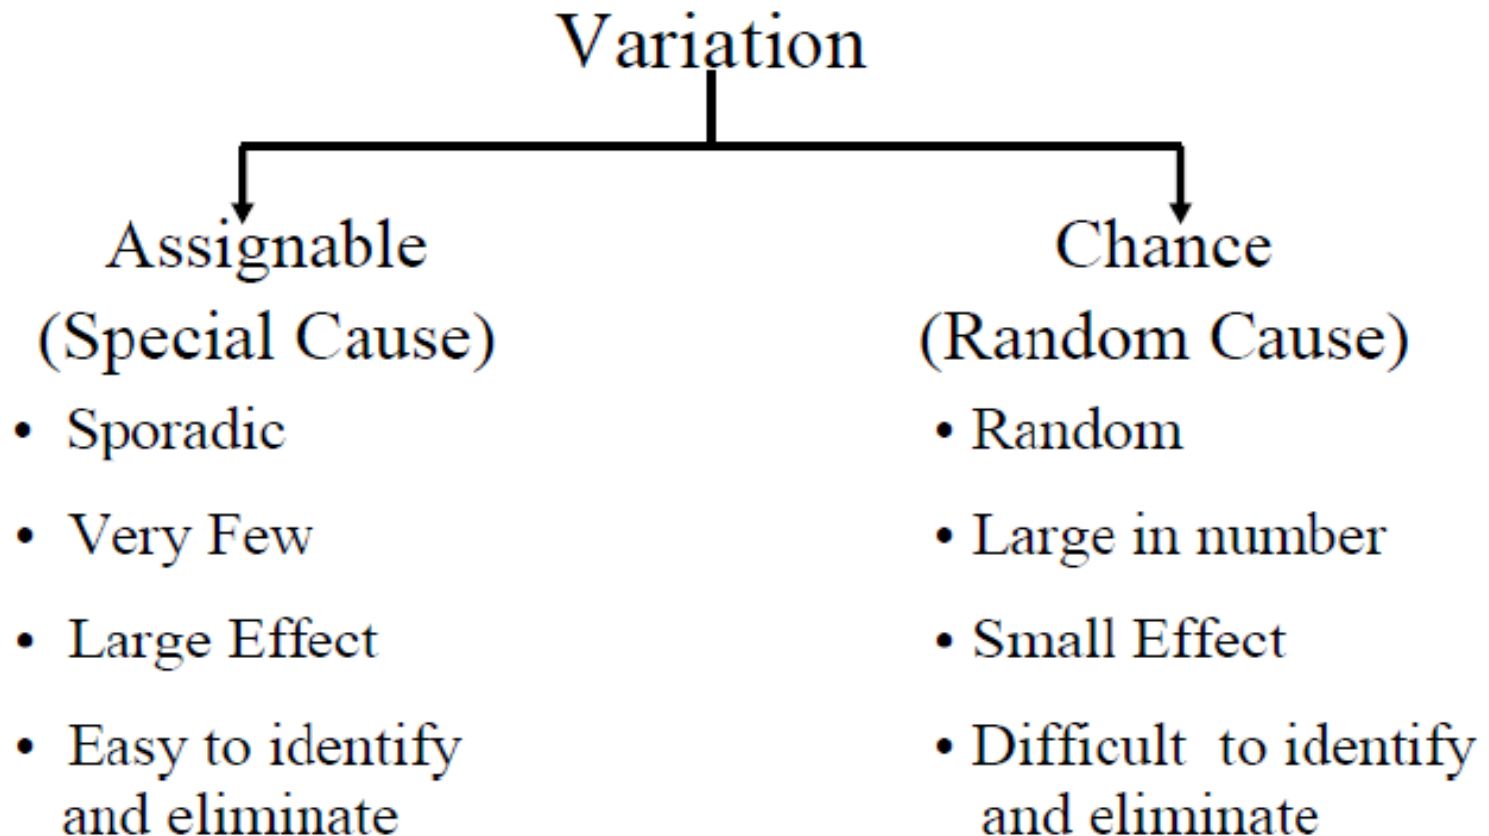 Variation
Assignable
(Special Cause)
• Sporadic
• Very Few
• Large Effect
• Easy to identify
and eliminate
Chance
(Random Cause)
• Random
• Large in number
• Small Effect
• Difficult to identify
and eliminate